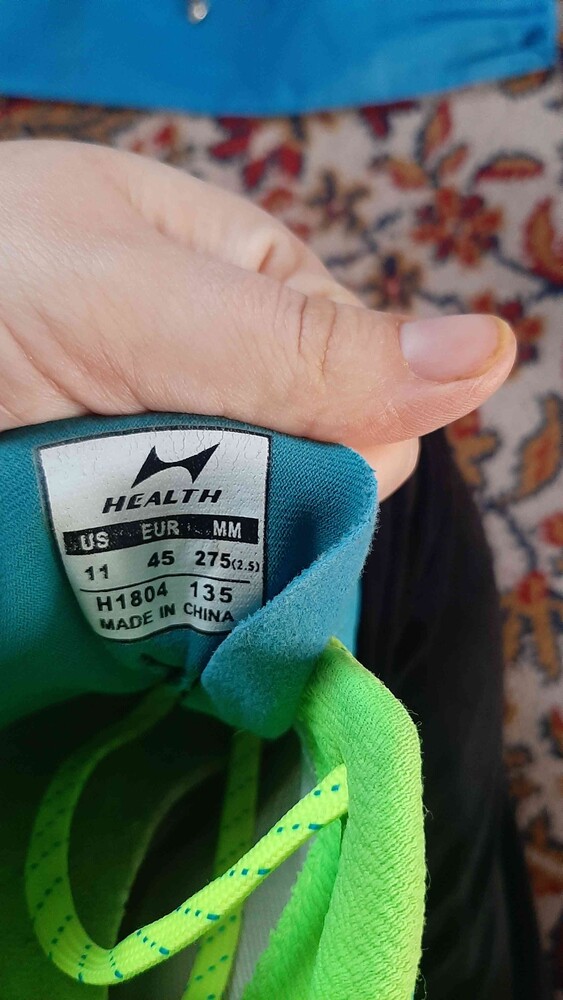 HEALTH
US EUR MM
11 45 275(2.5)
H1804 135
MADE IN CHINA